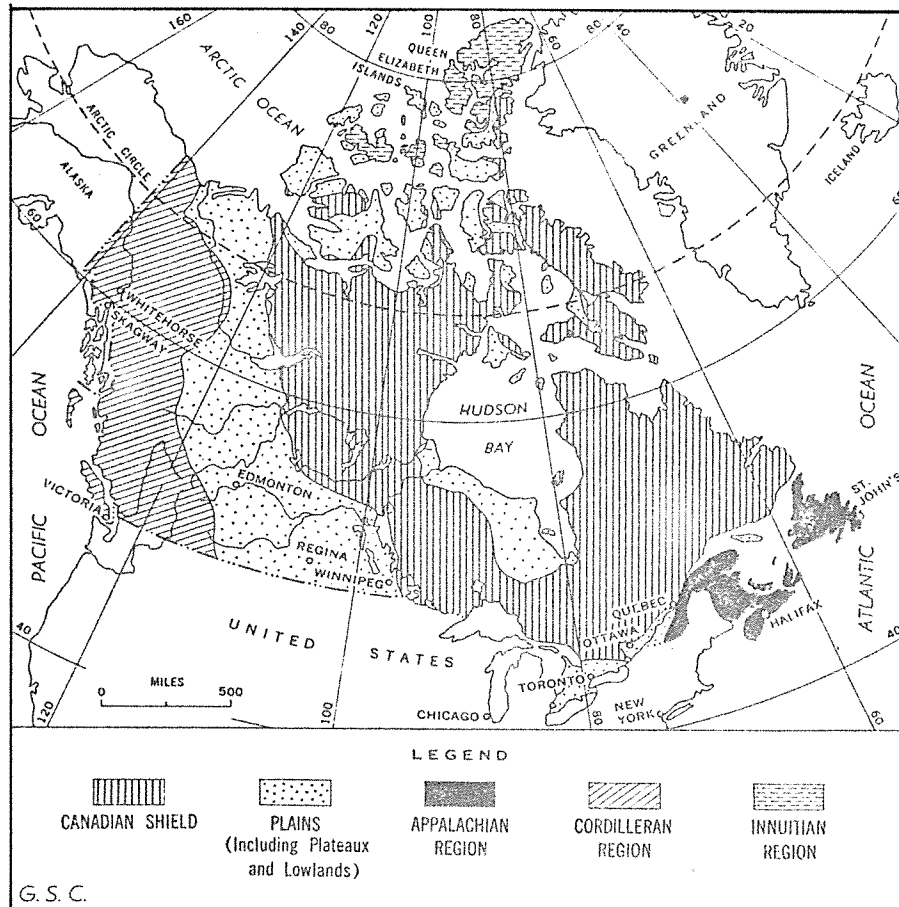 160
140
80
120
100
80
60
80
40
20
ARCTIC
OCEAN
QUEEN
ELIZABETH
ISLANDS
GREENLAND
ICELAND
ARCTIC CIRCLE
ALASKA
60
60
WHITEHORSE
SKAGWAY
PACIFIC OCEAN
HUDSON
BAY
ATLANTIC OCEAN
ST.
JOHN'S
EDMONTON
VICTORIA
REGINA
WINNIPEG
QUEBEC
OTTAWA
HALIFAX
UNITED STATES
TORONTO
NEW
YORK
CHICAGO
40
40
MILES
0 500
120
100
80
60
LEGEND
CANADIAN SHIELD
PLAINS
(Including Plateaux
and Lowlands)
APPALACHIAN
REGION
CORDILLERAN
REGION
INNUITIAN
REGION
G. S. C.